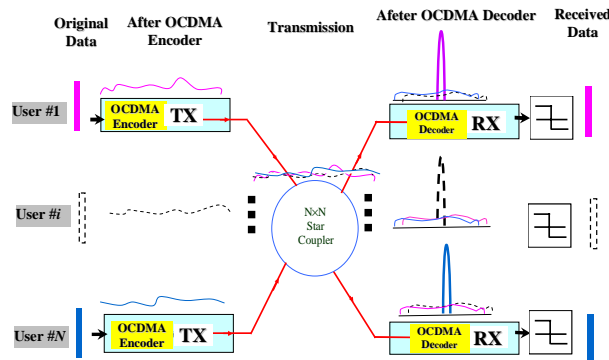 Original
Data
After OCDMA
Encoder
Transmission
Afeter OCDMA Decoder
Received
Data
User #1
OCDMA
Encoder
TX
OCDMA
Decoder
RX
User #i
N×N
Star
Coupler
User #N
OCDMA
Encoder
TX
OCDMA
Decoder
RX